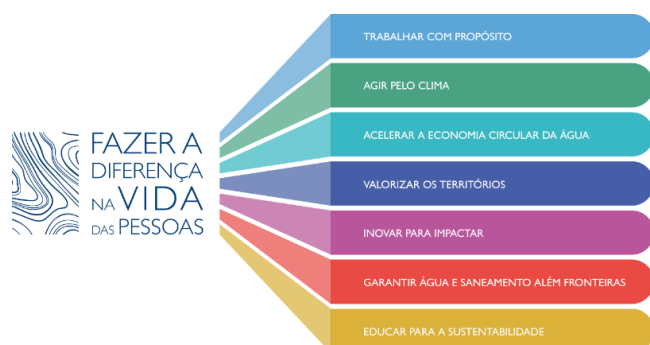 FAZER A
DIFERENÇA
NA VIDA
DAS PESSOAS
TRABALHAR COM PROPÓSITO
AGIR PELO CLIMA
ACELERAR A ECONOMIA CIRCULAR DA ÁGUA
VALORIZAR OS TERRITÓRIOS
INOVAR PARA IMPACTAR
GARANTIR ÁGUA E SANEAMENTO ALÉM FRONTEIRAS
EDUCAR PARA A SUSTENTABILIDADE